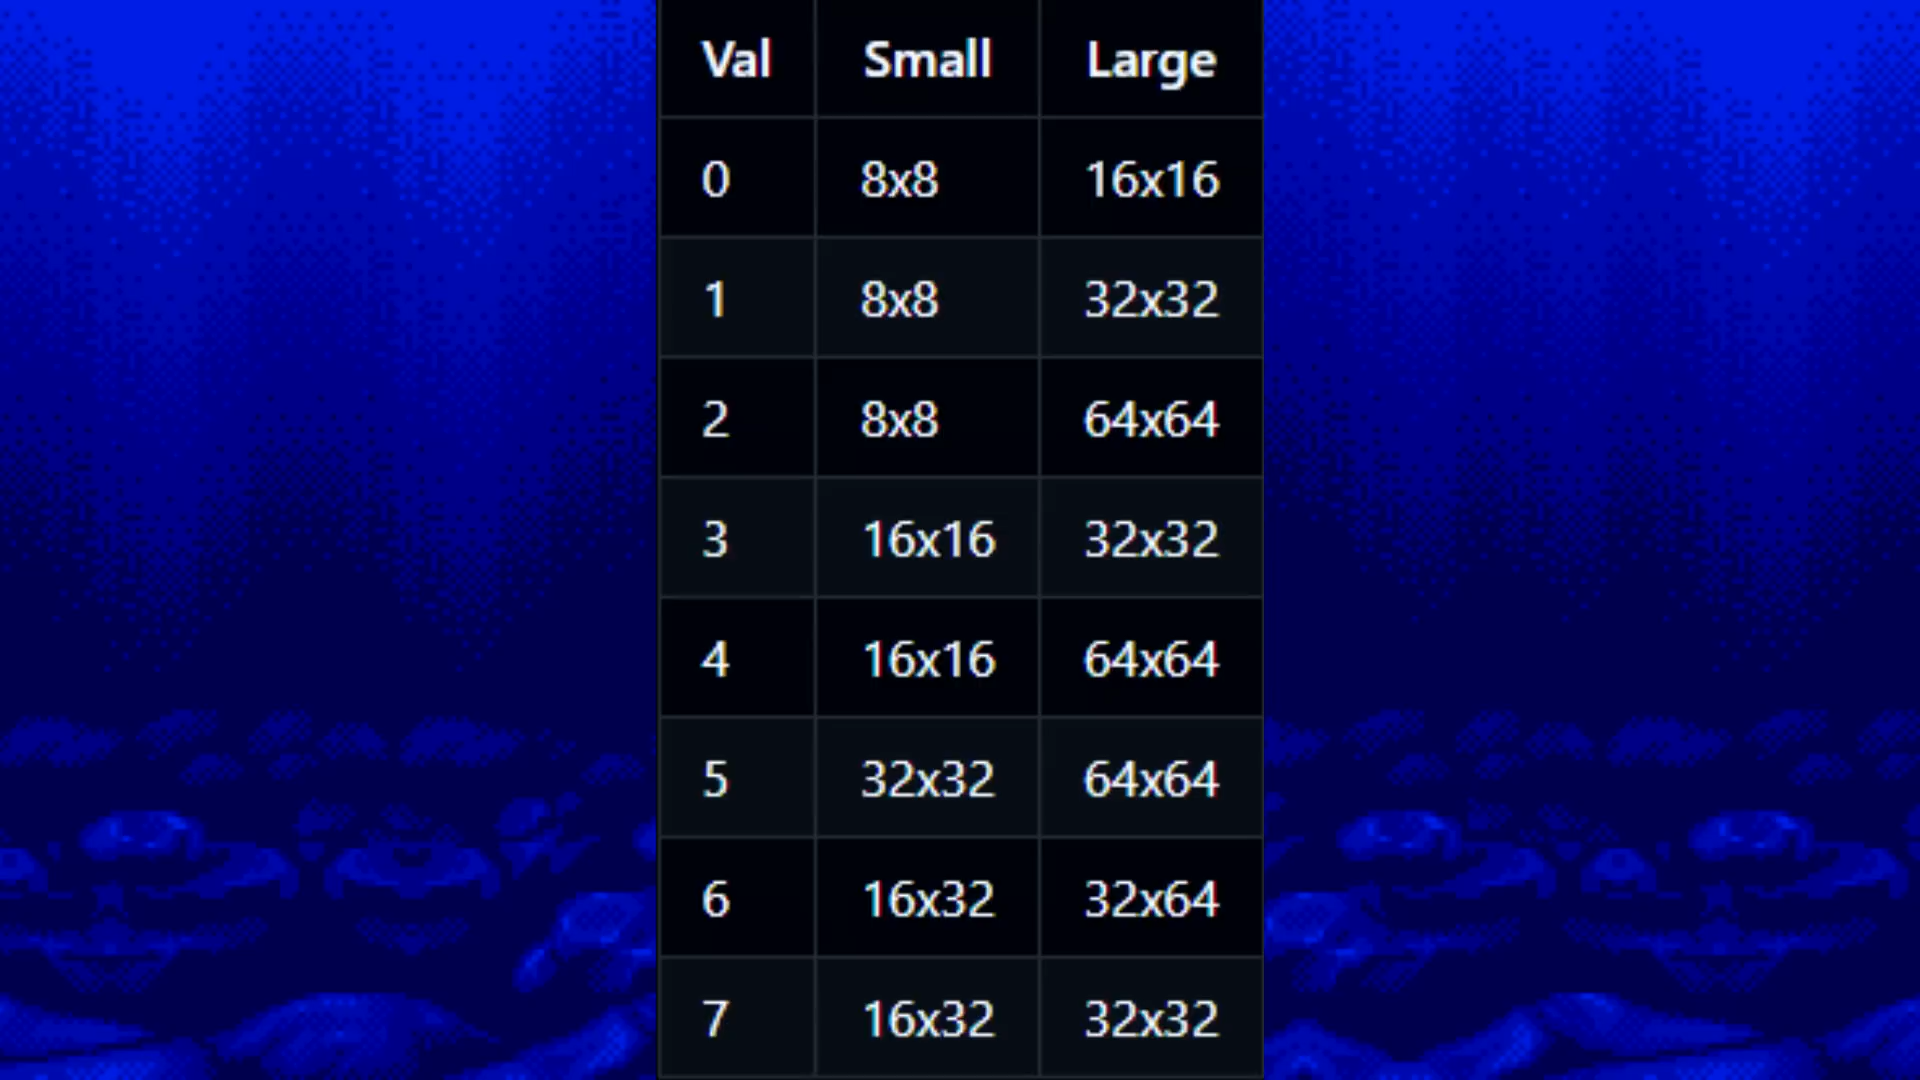 Val Small Large
0 8x8 16x16
1 8x8 32x32
2 8x8 64x64
3 16x16 32x32
4 16x16 64x64
5 32x32 64x64
6 16x32 32x64
7 16x32 32x32